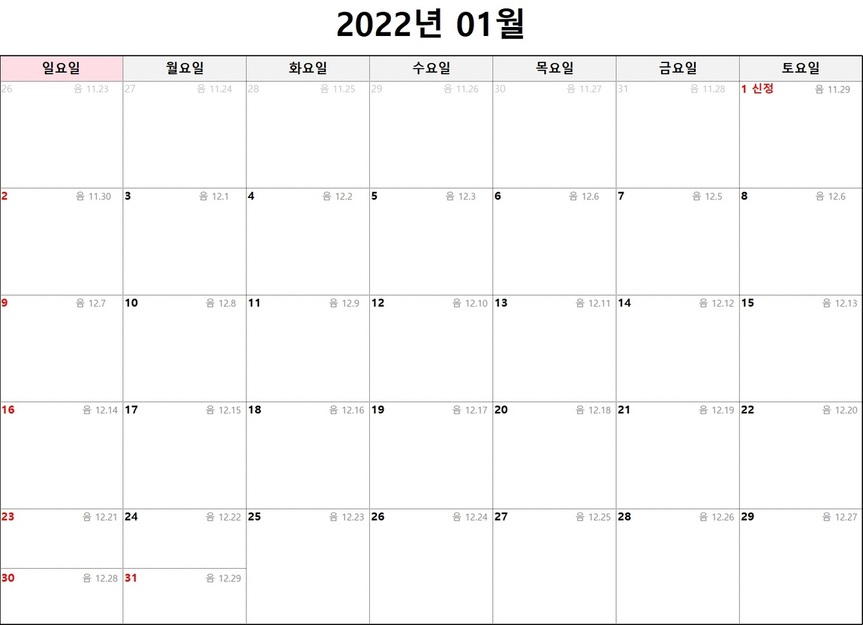 2022년 01월
일요일 월요일 화요일 수요일 목요일 금요일 토요일
26 음 11.23 27 음 11.24 28 음 11.25 29 음 11.26 30 음 11.27 31 음 11.28 1 신정 음 11.29
2 음 11.30 3 음 12.1 4 음 12.2 5 음 12.3 6 음 12.6 7 음 12.5 8 음 12.6
9 음 12.7 10 음 12.8 11 음 12.9 12 음 12.10 13 음 12.11 14 음 12.12 15 음 12.13
16 음 12.14 17 음 12.15 18 음 12.16 19 음 12.17 20 음 12.18 21 음 12.19 22 음 12.20
23 음 12.21 24 음 12.22 25 음 12.23 26 음 12.24 27 음 12.25 28 음 12.26 29 음 12.27
30 음 12.28 31 음 12.29